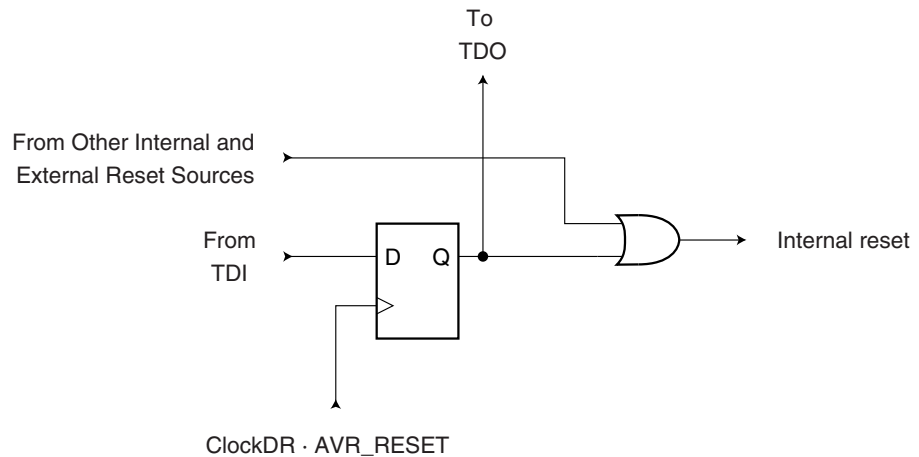 To
TDO
From Other Internal and
External Reset Sources
From
TDI
D
Q
Internal reset
ClockDR · AVR_RESET